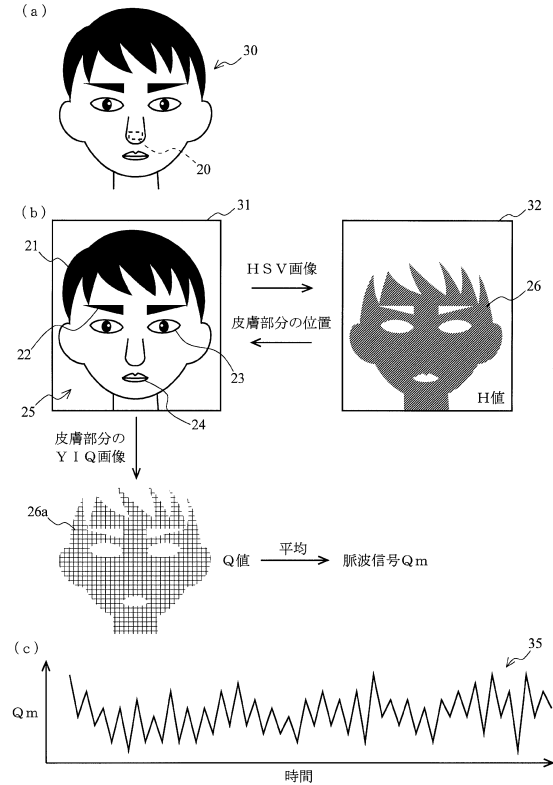 (a)
30
20
(b)
31
32
21
HSV画像
26
皮膚部分の位置
22
23
25
24
H値
皮膚部分の
YIQ画像
26a
Q値
平均
脈波信号Qm
(c)
35
Qm
時間